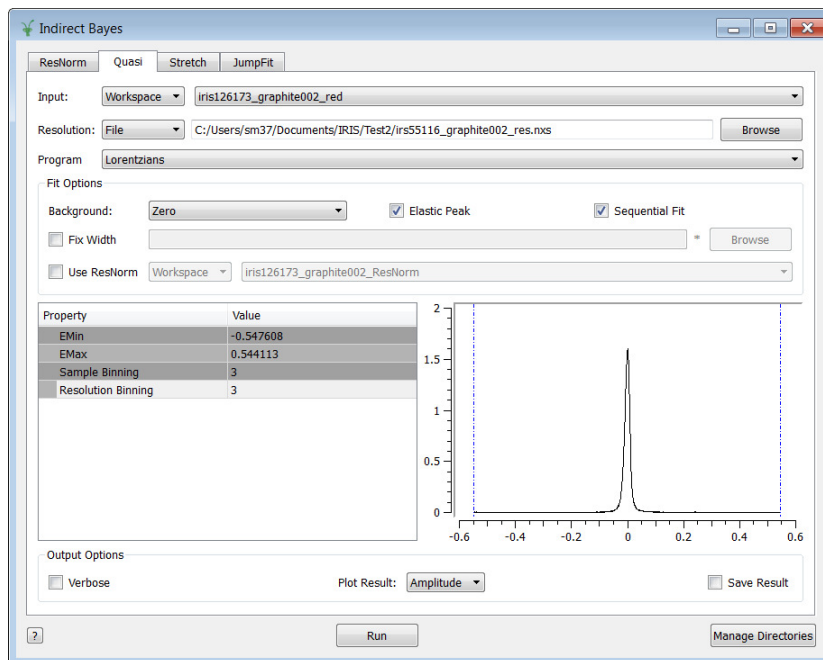 Indirect Bayes
ResNorm Quasi Stretch JumpFit
Input: Workspace iris126173_graphite002_red
Resolution: File C:/Users/sm37/Documents/IRIS/Test2/irs55116_graphite002_res.nxs Browse
Program Lorentzians
Fit Options
Background: Zero Elastic Peak Sequential Fit
Fix Width * Browse
Use ResNorm Workspace iris126173_graphite002_ResNorm
Property Value
EMin -0.547608
EMax 0.544113
Sample Binning 3
Resolution Binning 3
2
1.5
1
0.5
0
-0.6 -0.4 -0.2 0 0.2 0.4 0.6
Output Options
Verbose Plot Result: Amplitude Save Result
? Run Manage Directories